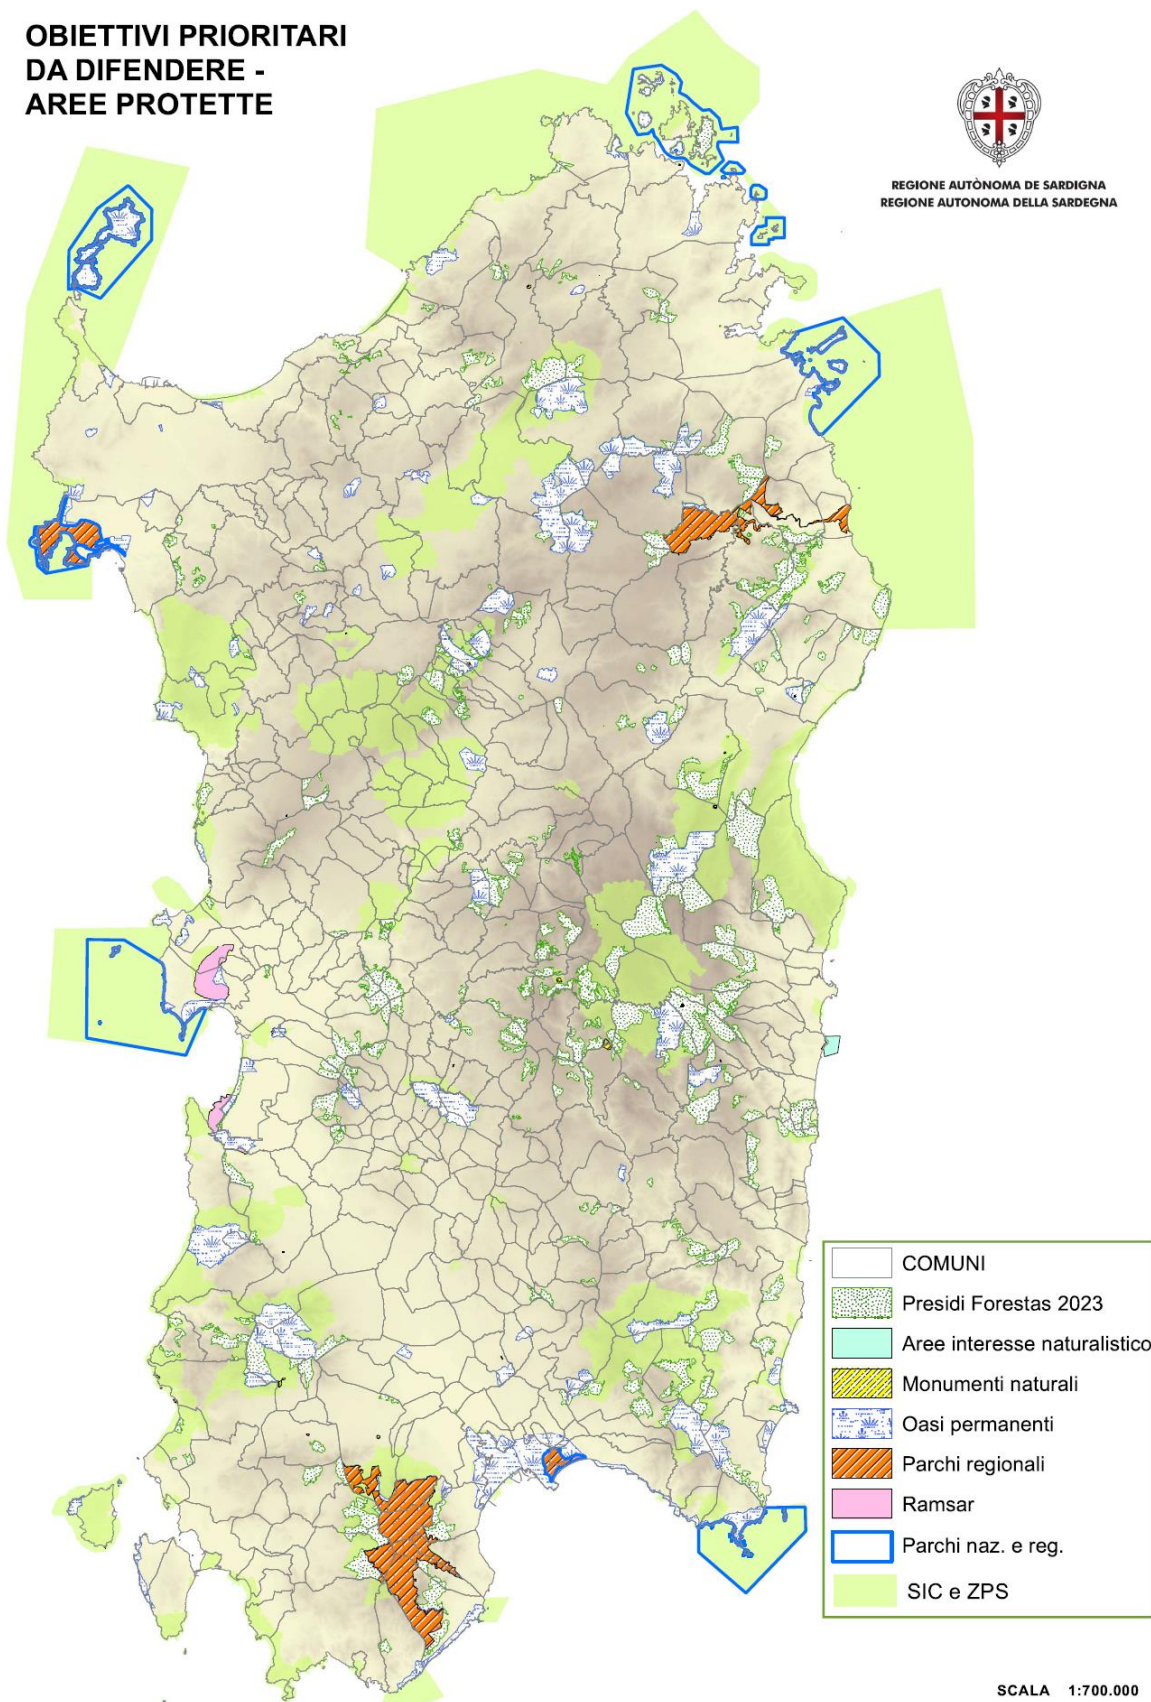 OBIETTIVI PRIORITARI
DA DIFENDERE -
AREE PROTETTE
REGIONE AUTÒNOMA DE SARDIGNA
REGIONE AUTONOMA DELLA SARDEGNA
COMUNI
Presidi Forestas 2023
Aree interesse naturalistico
Monumenti naturali
Oasi permanenti
Parchi regionali
Ramsar
Parchi naz. e reg.
SIC e ZPS
SCALA 1:700.000